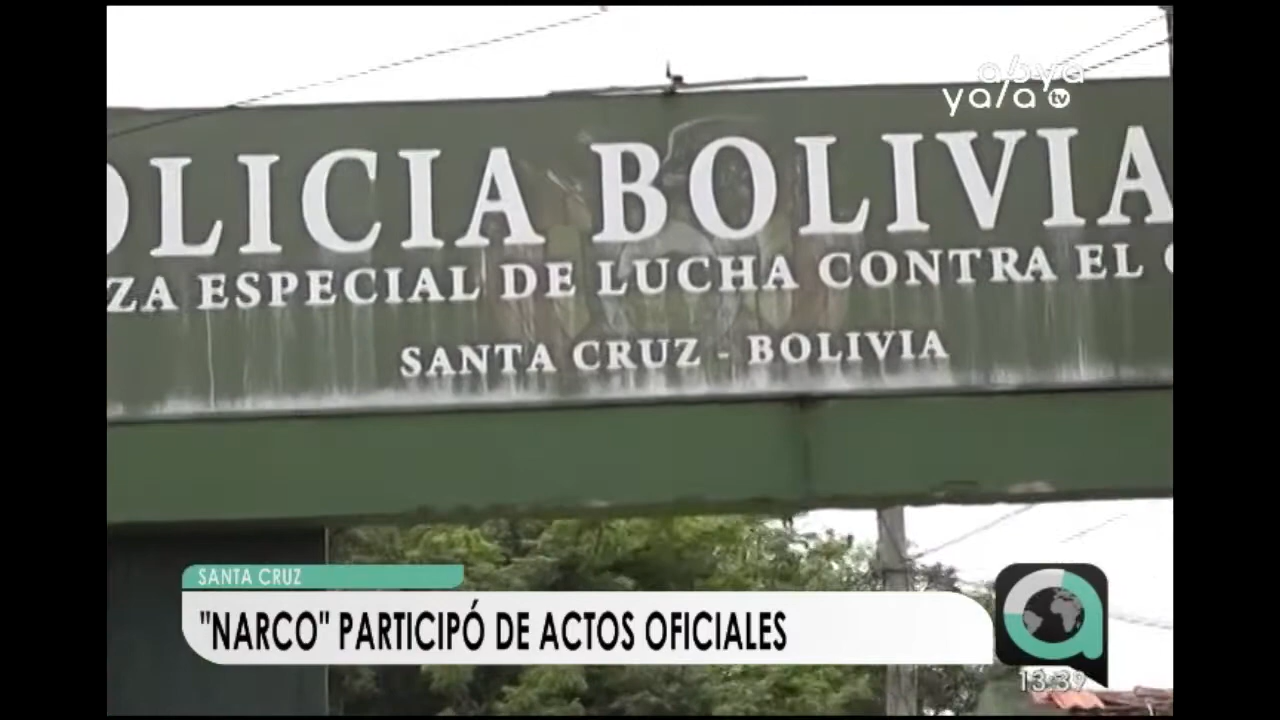 abya
yala tv
OLICIA BOLIVIA
ZA ESPECIAL DE LUCHA CONTRA EL
SANTA CRUZ - BOLIVIA
SANTA CRUZ
"NARCO" PARTICIPÓ DE ACTOS OFICIALES
13:39